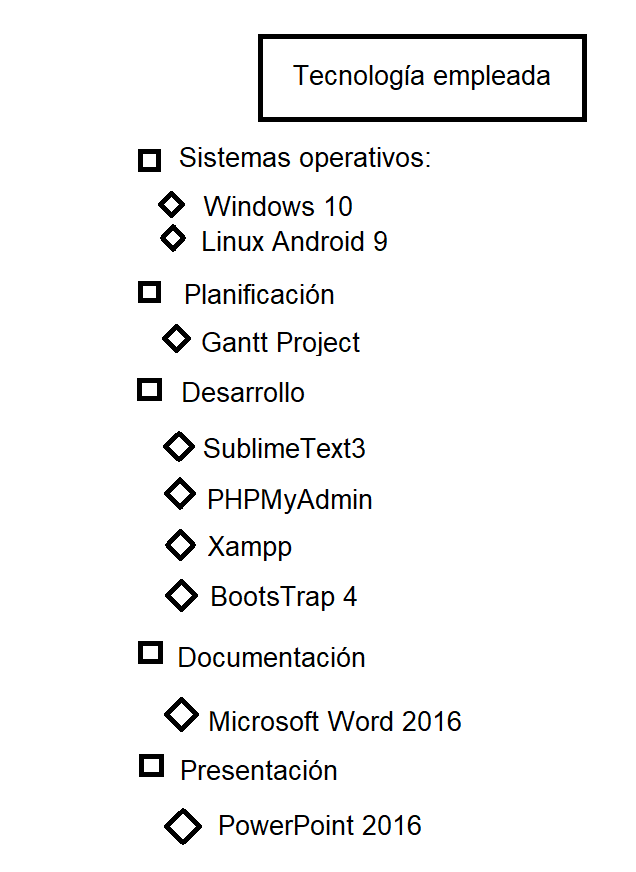 Tecnología empleada
Sistemas operativos:
Windows 10
Linux Android 9
Planificación
Gantt Project
Desarrollo
SublimeText3
PHPMyAdmin
Xampp
BootsTrap 4
Documentación
Microsoft Word 2016
Presentación
PowerPoint 2016